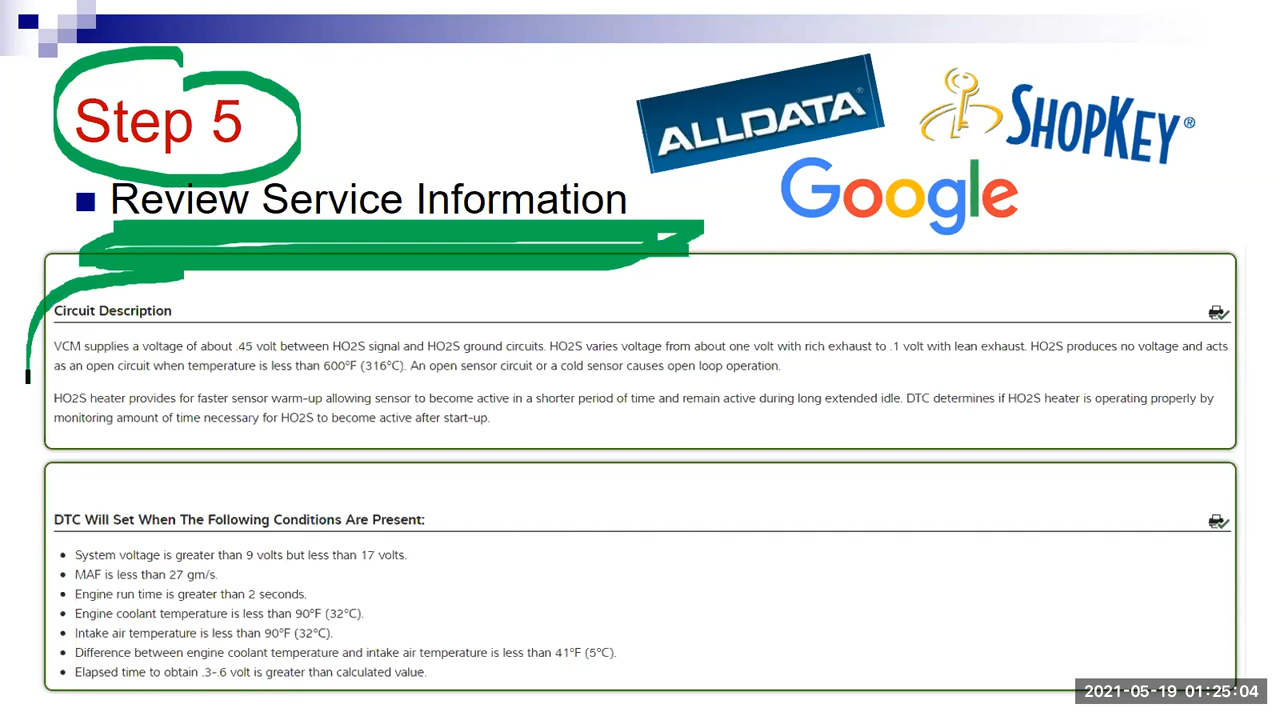 Step 5
ALLDATA®
SHOPKEY®
Review Service Information
Google
Circuit Description
VCM supplies a voltage of about .45 volt between HO2S signal and HO2S ground circuits. HO2S varies voltage from about one volt with rich exhaust to .1 volt with lean exhaust. HO2S produces no voltage and acts
as an open circuit when temperature is less than 600°F (316°C). An open sensor circuit or a cold sensor causes open loop operation.
HO2S heater provides for faster sensor warm-up allowing sensor to become active in a shorter period of time and remain active during long extended idle. DTC determines if HO2S heater is operating properly by
monitoring amount of time necessary for HO2S to become active after start-up.
DTC Will Set When The Following Conditions Are Present:
System voltage is greater than 9 volts but less than 17 volts.
MAF is less than 27 gm/s.
Engine run time is greater than 2 seconds.
Engine coolant temperature is less than 90°F (32°C).
Intake air temperature is less than 90°F (32°C).
Difference between engine coolant temperature and intake air temperature is less than 41°F (5°C).
Elapsed time to obtain .3-.6 volt is greater than calculated value.
2021-05-19 01:25:04